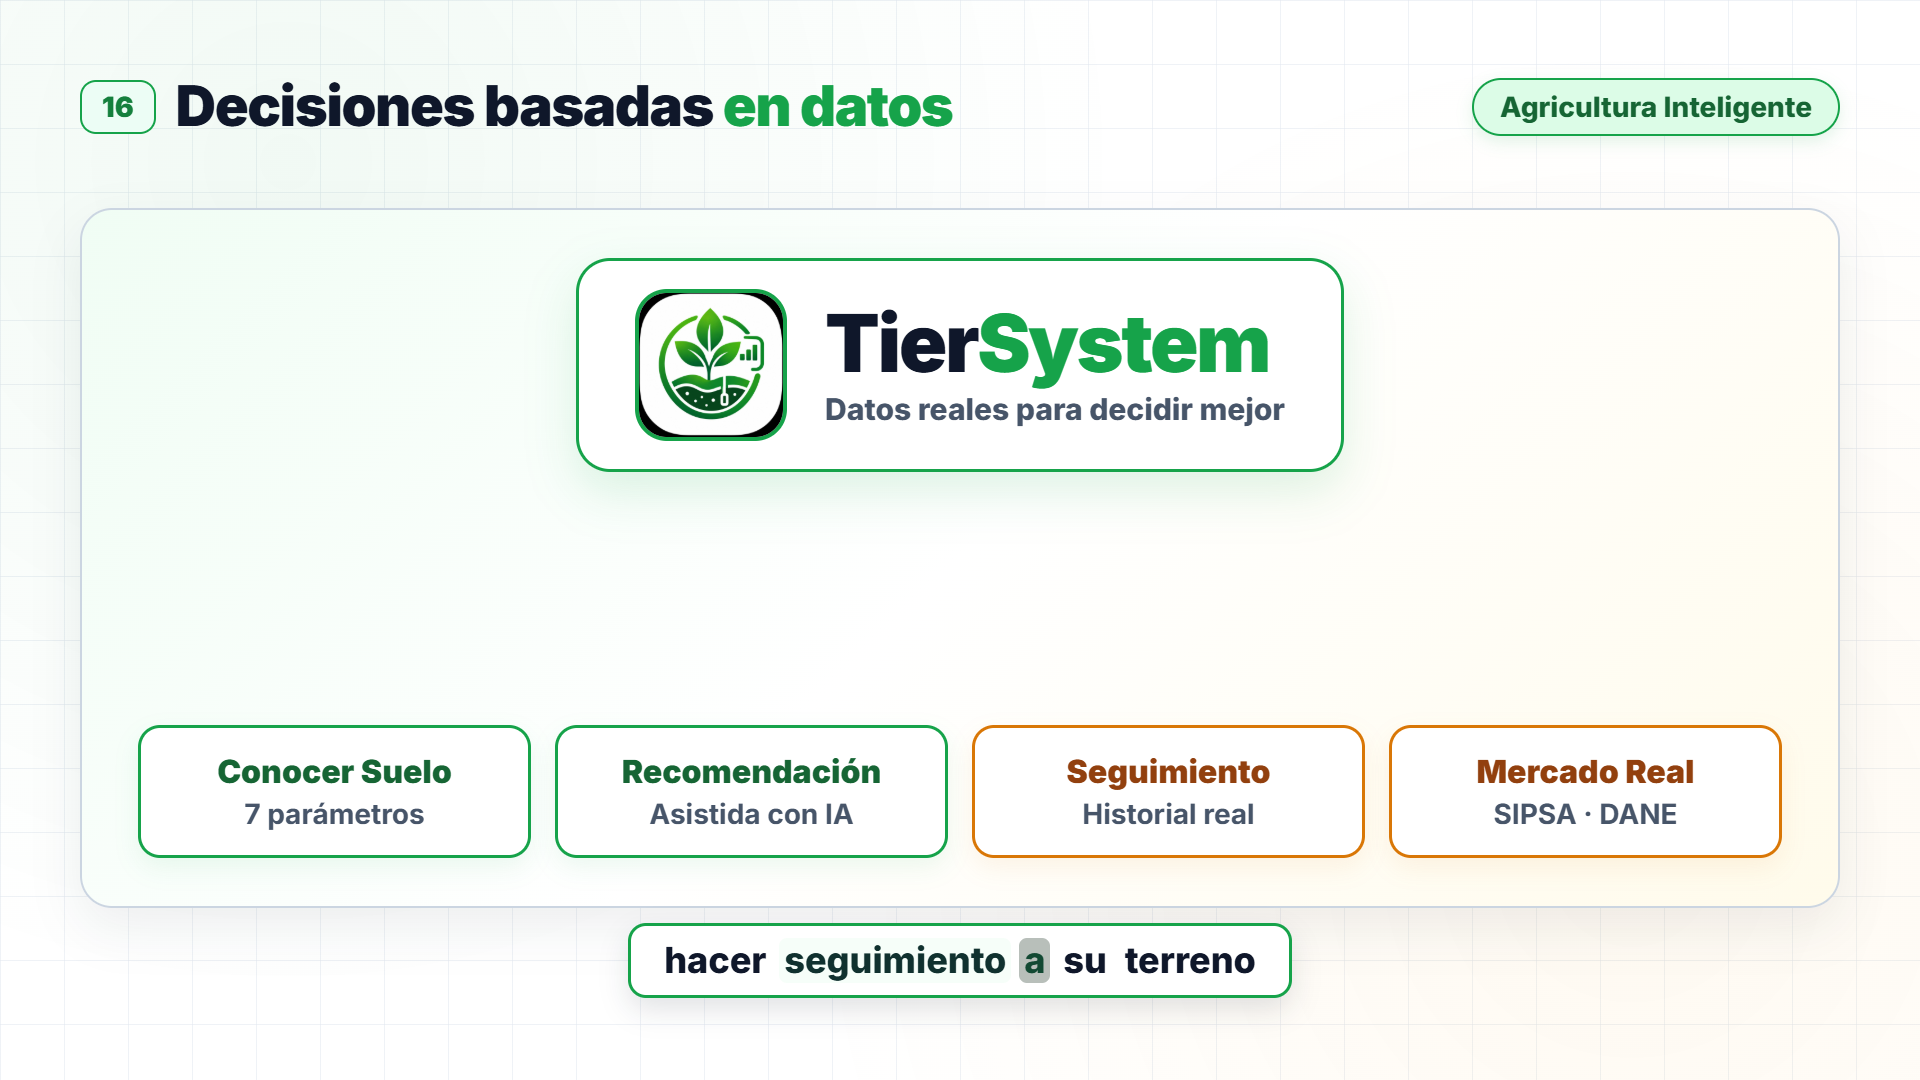 16
Decisiones basadas en datos
Agricultura Inteligente
TierSystem
Datos reales para decidir mejor
Conocer Suelo
7 parámetros
Recomendación
Asistida con IA
Seguimiento
Historial real
Mercado Real
SIPSA · DANE
hacer seguimiento a su terreno